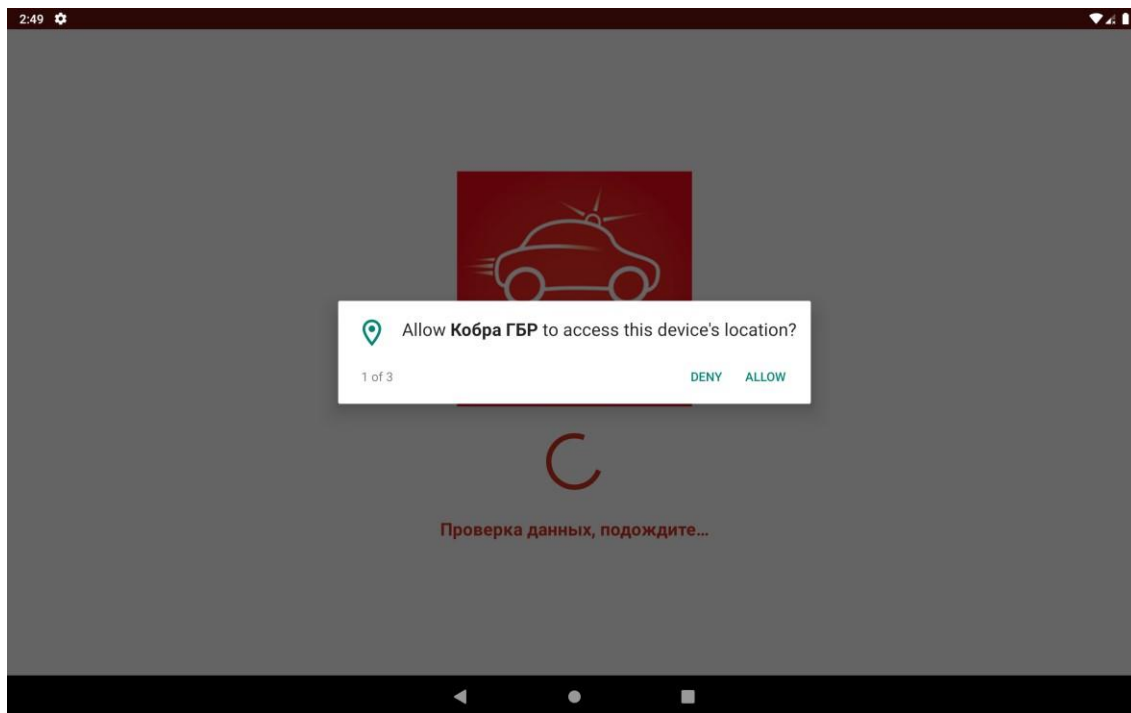 2:49
Allow Кобра ГБР to access this device's location?
1 of 3
DENY ALLOW
Проверка данных, подождите...